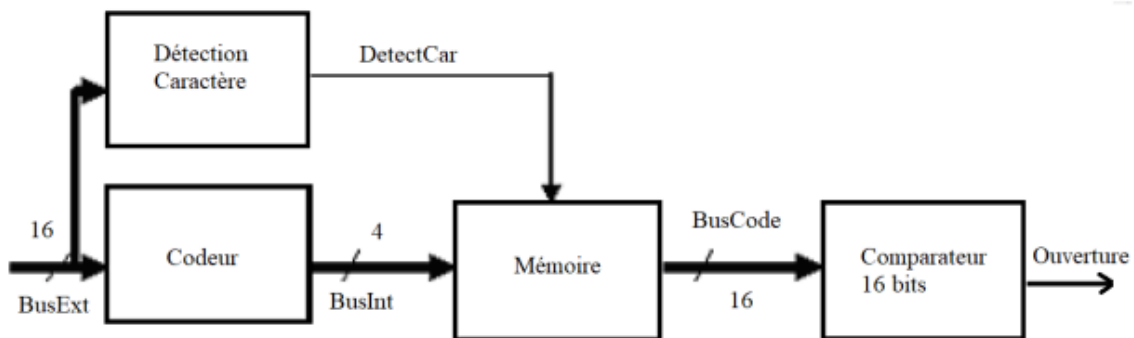 Détection
Caractère
DetectCar
16
BusExt
Codeur
4
BusInt
Mémoire
BusCode
16
Comparateur
16 bits
Ouverture